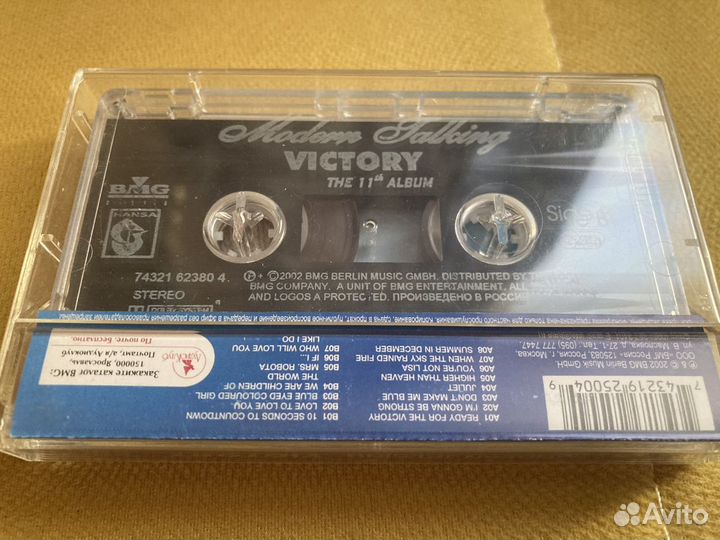 Modern Talking
VICTORY
THE 11th ALBUM
BMG
HANSA
Side
74321 62380 4
STEREO
DOLBY SYSTEM
℗ + © 2002 BMG BERLIN MUSIC GMBH. DISTRIBUTED BY
BMG COMPANY. A UNIT OF BMG ENTERTAINMENT. ALL
AND LOGOS A PROTECTED. ПРОИЗВЕДЕНО В РОССИИ
A01 READY FOR THE VICTORY
A02 I'M GONNA BE STRONG
A03 DON'T MAKE ME BLUE
A04 JULIET
A05 HIGHER THAN HEAVEN
A06 YOU'RE NOT LISA
A07 WHEN THE SKY RAINED FIRE
A08 SUMMER IN DECEMBER
B01 10 SECONDS TO COUNTDOWN
B02 LOVE TO LOVE YOU
B03 BLUE EYED COLOURED GIRL
B04 WE ARE CHILDREN OF
THE WORLD
B05 MRS. ROBOTA
B06 IF...
B07 WHO WILL LOVE YOU
LIKE I DO
Закажите каталог BMG:
150000, Ярославль,
Почтамт, а/я Аудиоклуб
По почте, бесплатно.
℗ & © 2002 BMG Berlin Musik GmbH.
ООО «БМГ Россия» 125083 Россия, г. Москва
ул. В. Масловка, д. 27-1 Тел. (095) 777 7447
7 43219 25004 9
Avito